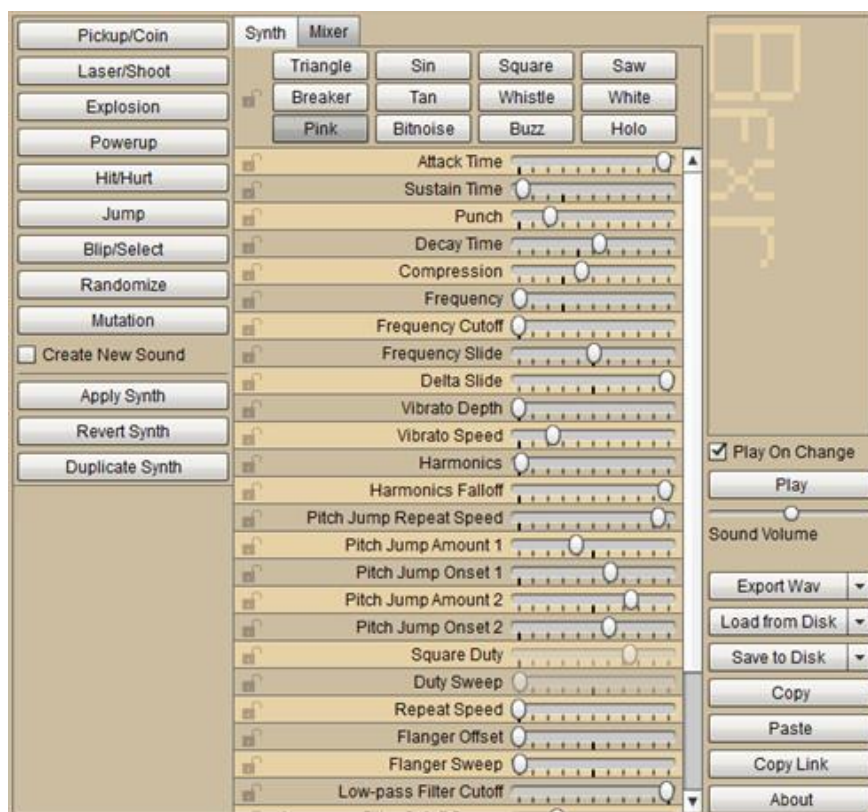 Pickup/Coin
Laser/Shoot
Explosion
Powerup
Hit/Hurt
Jump
Blip/Select
Randomize
Mutation
Create New Sound
Apply Synth
Revert Synth
Duplicate Synth
Synth Mixer
Triangle Sin Square Saw
Breaker Tan Whistle White
Pink Bitnoise Buzz Holo
Attack Time
Sustain Time
Punch
Decay Time
Compression
Frequency
Frequency Cutoff
Frequency Slide
Delta Slide
Vibrato Depth
Vibrato Speed
Harmonics
Harmonics Falloff
Pitch Jump Repeat Speed
Pitch Jump Amount 1
Pitch Jump Onset 1
Pitch Jump Amount 2
Pitch Jump Onset 2
Square Duty
Duty Sweep
Repeat Speed
Flanger Offset
Flanger Sweep
Low-pass Filter Cutoff
Bfxr
Play On Change
Play
Sound Volume
Export Wav
Load from Disk
Save to Disk
Copy
Paste
Copy Link
About